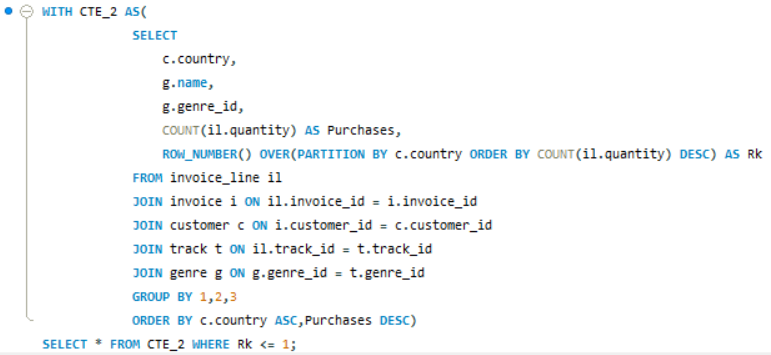 WITH CTE_2 AS(
SELECT
c.country,
g.name,
g.genre_id,
COUNT(il.quantity) AS Purchases,
ROW_NUMBER() OVER(PARTITION BY c.country ORDER BY COUNT(il.quantity) DESC) AS Rk
FROM invoice_line il
JOIN invoice i ON il.invoice_id = i.invoice_id
JOIN customer c ON i.customer_id = c.customer_id
JOIN track t ON il.track_id = t.track_id
JOIN genre g ON g.genre_id = t.genre_id
GROUP BY 1,2,3
ORDER BY c.country ASC,Purchases DESC)
SELECT * FROM CTE_2 WHERE Rk <= 1;